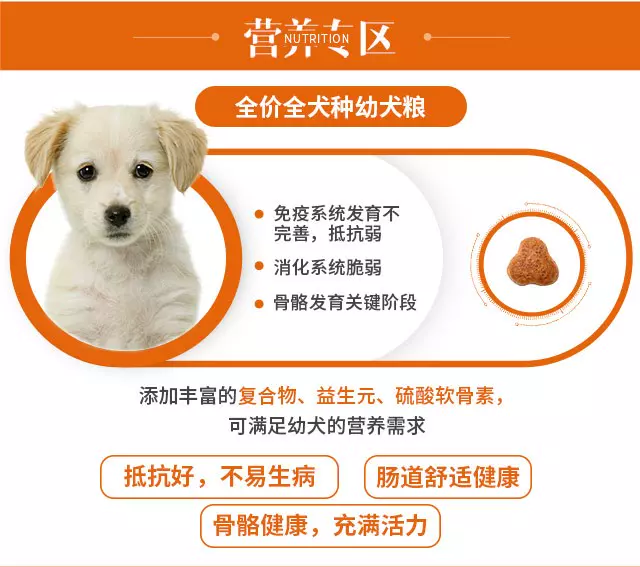 营养专区
NUTRITION
全价全犬种幼犬粮
免疫系统发育不
完善，抵抗弱
消化系统脆弱
骨骼发育关键阶段
添加丰富的复合物、益生元、硫酸软骨素，
可满足幼犬的营养需求
抵抗好，不易生病
肠道舒适健康
骨骼健康，充满活力